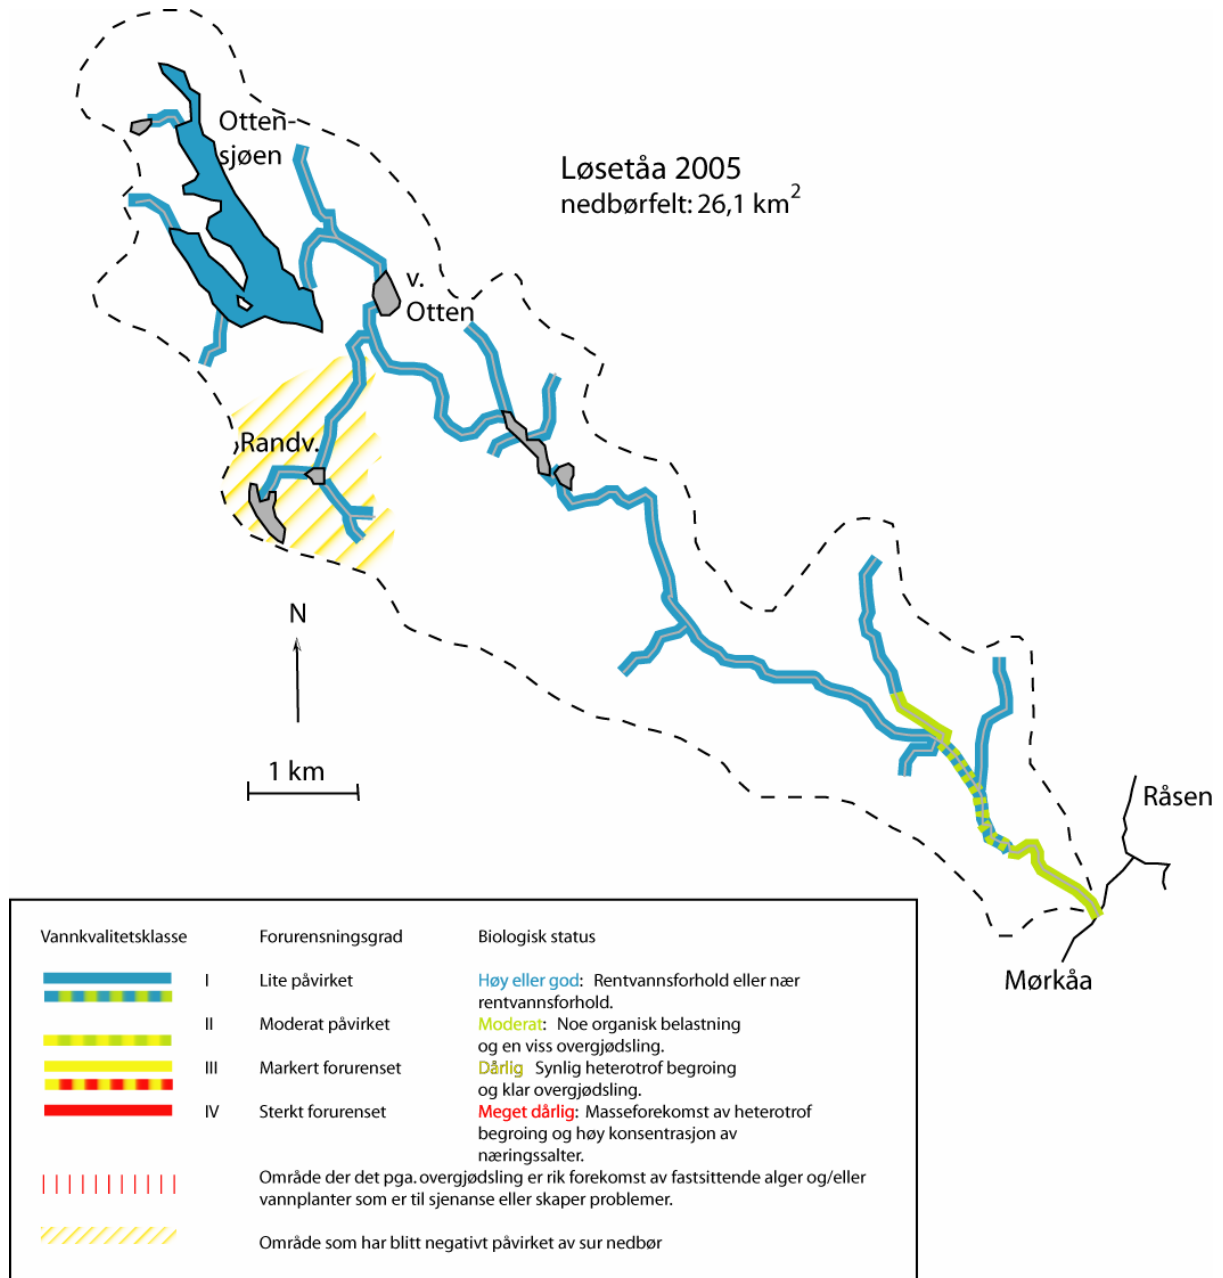 Otten-
sjøen
Løsetåa 2005
nedbørfelt: 26,1 km²
v.
Otten
Randv.
N
1 km
Råsen
Mørkåa
Vannkvalitetsklasse Forurensningsgrad Biologisk status
I Lite påvirket Høy eller god: Rentvannsforhold eller nær
rentvannsforhold.
II Moderat påvirket Moderat: Noe organisk belastning
og en viss overgjødsling.
III Markert forurenset Dårlig Synlig heterotrof begroing
og klar overgjødsling.
IV Sterkt forurenset Meget dårlig: Masseforekomst av heterotrof
begroing og høy konsentrasjon av
næringssalter.
Område der det pga. overgjødsling er rik forekomst av fastsittende alger og/eller
vannplanter som er til sjenanse eller skaper problemer.
Område som har blitt negativt påvirket av sur nedbør